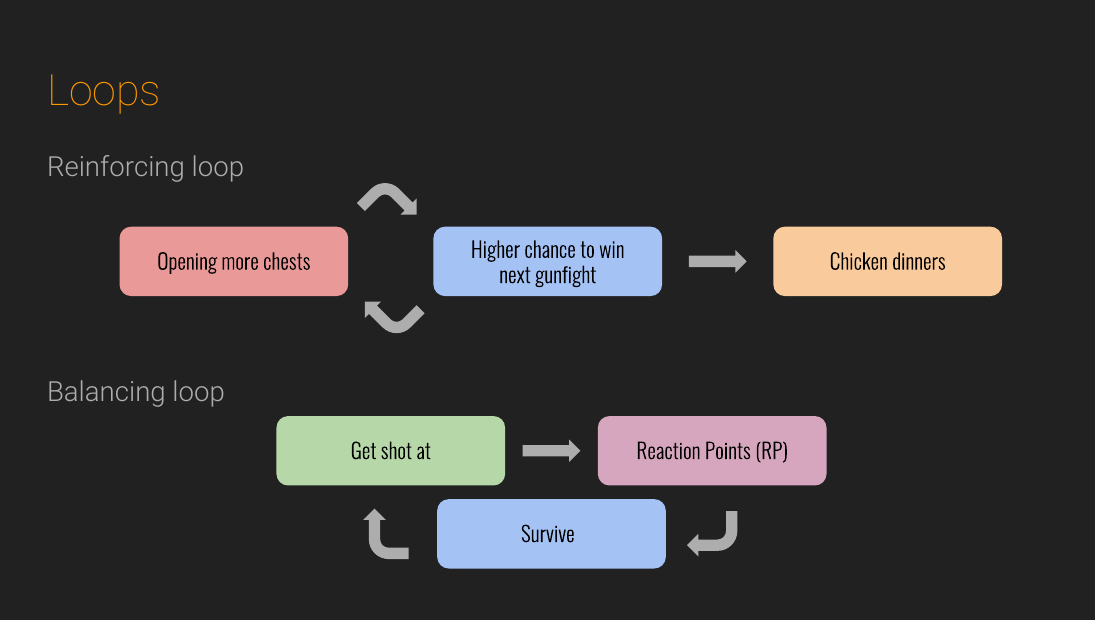 Loops
Reinforcing loop
Opening more chests
Higher chance to win
next gunfight
Chicken dinners
Balancing loop
Get shot at
Reaction Points (RP)
Survive